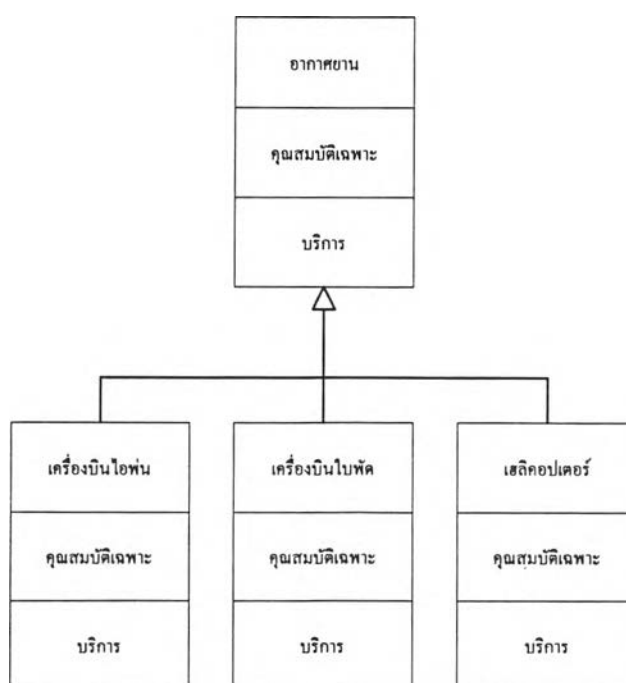 อากาศยาน
คุณสมบัติเฉพาะ
บริการ
เครื่องบินไอพ่น เครื่องบินใบพัด เฮลิคอปเตอร์
คุณสมบัติเฉพาะ คุณสมบัติเฉพาะ คุณสมบัติเฉพาะ
บริการ บริการ บริการ